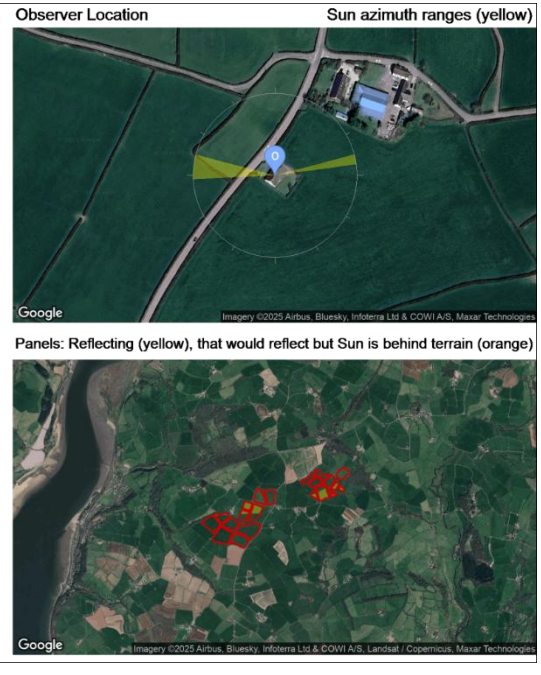 Observer Location
Sun azimuth ranges (yellow)
O
Google
Imagery ©2025 Airbus, Bluesky, Infoterra Ltd & COWI A/S, Maxar Technologies
Panels: Reflecting (yellow), that would reflect but Sun is behind terrain (orange)
Google
Imagery ©2025 Airbus, Bluesky, Infoterra Ltd & COWI A/S, Landsat / Copernicus, Maxar Technologies